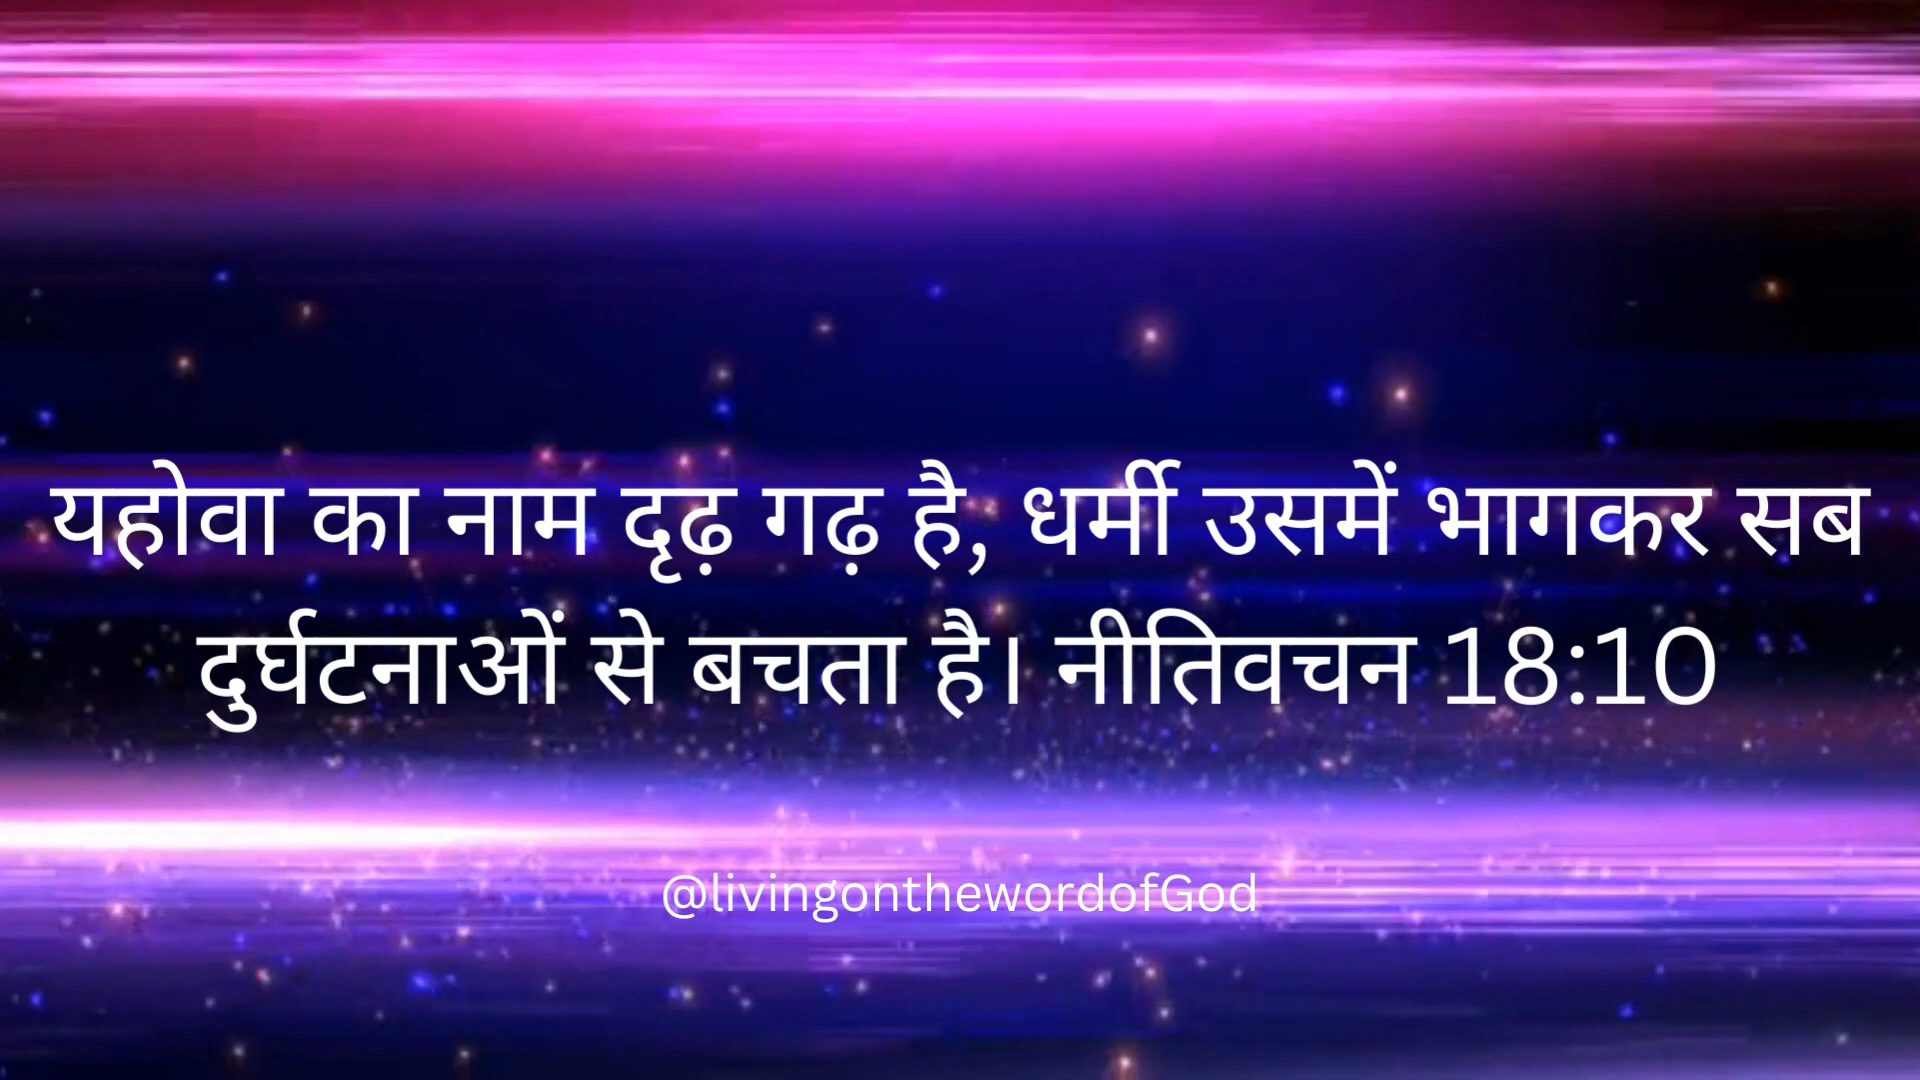 यहोवा का नाम दृढ़ गढ़ है, धर्मी उसमें भागकर सब
दुर्घटनाओं से बचता है। नीतिवचन 18:10
@livingonthewordofGod